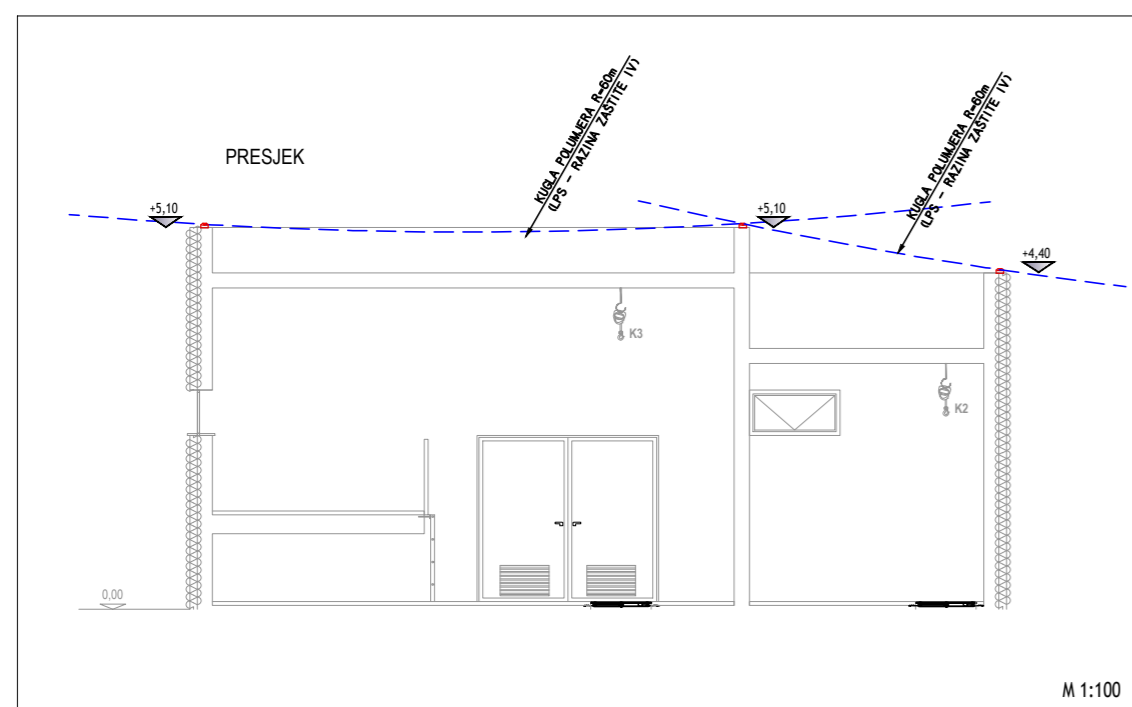 KUGLA POLUMJERA R=60m
(LPS - RAZINA ZAŠTITE IV)
KUGLA POLUMJERA R=60m
(LPS - RAZINA ZAŠTITE IV)
PRESJEK
+5,10
+5,10
+4,40
K3
K2
0,00
M 1:100